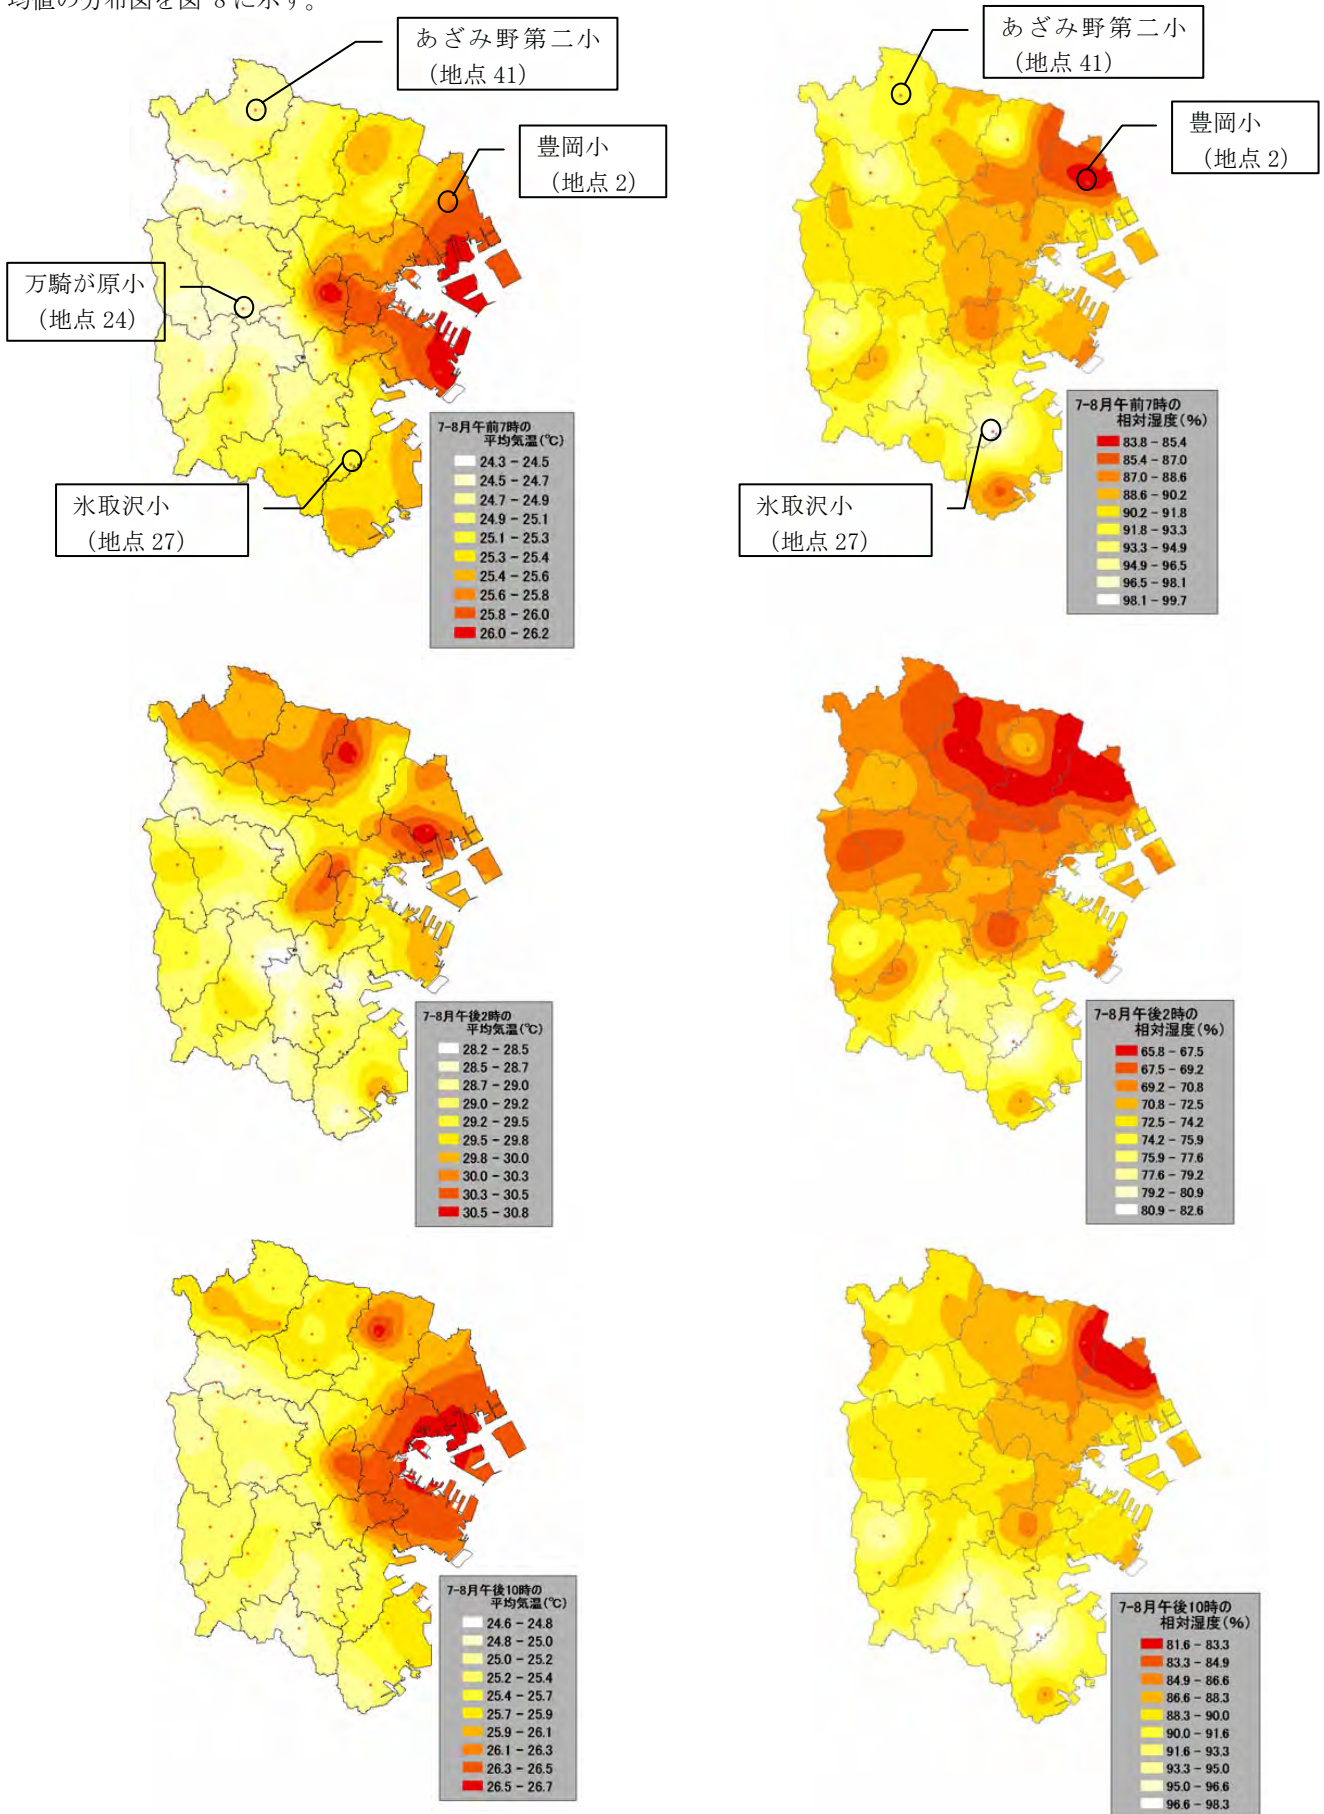 均値の分布図を図 8 に示す。
あざみ野第二小
（地点 41）
豊岡小
（地点 2）
万騎が原小
（地点 24）
氷取沢小
（地点 27）
7-8月午前7時の
平均気温(℃)
24.3 - 24.5
24.5 - 24.7
24.7 - 24.9
24.9 - 25.1
25.1 - 25.3
25.3 - 25.4
25.4 - 25.6
25.6 - 25.8
25.8 - 26.0
26.0 - 26.2
あざみ野第二小
（地点 41）
豊岡小
（地点 2）
氷取沢小
（地点 27）
7-8月午前7時の
相対湿度(%)
83.8 - 85.4
85.4 - 87.0
87.0 - 88.6
88.6 - 90.2
90.2 - 91.8
91.8 - 93.3
93.3 - 94.9
94.9 - 96.5
96.5 - 98.1
98.1 - 99.7
7-8月午後2時の
平均気温(℃)
28.2 - 28.5
28.5 - 28.7
28.7 - 29.0
29.0 - 29.2
29.2 - 29.5
29.5 - 29.8
29.8 - 30.0
30.0 - 30.3
30.3 - 30.5
30.5 - 30.8
7-8月午後2時の
相対湿度(%)
65.8 - 67.5
67.5 - 69.2
69.2 - 70.8
70.8 - 72.5
72.5 - 74.2
74.2 - 75.9
75.9 - 77.6
77.6 - 79.2
79.2 - 80.9
80.9 - 82.6
7-8月午後10時の
平均気温(℃)
24.6 - 24.8
24.8 - 25.0
25.0 - 25.2
25.2 - 25.4
25.4 - 25.7
25.7 - 25.9
25.9 - 26.1
26.1 - 26.3
26.3 - 26.5
26.5 - 26.7
7-8月午後10時の
相対湿度(%)
81.6 - 83.3
83.3 - 84.9
84.9 - 86.6
86.6 - 88.3
88.3 - 90.0
90.0 - 91.6
91.6 - 93.3
93.3 - 95.0
95.0 - 96.6
96.6 - 98.3